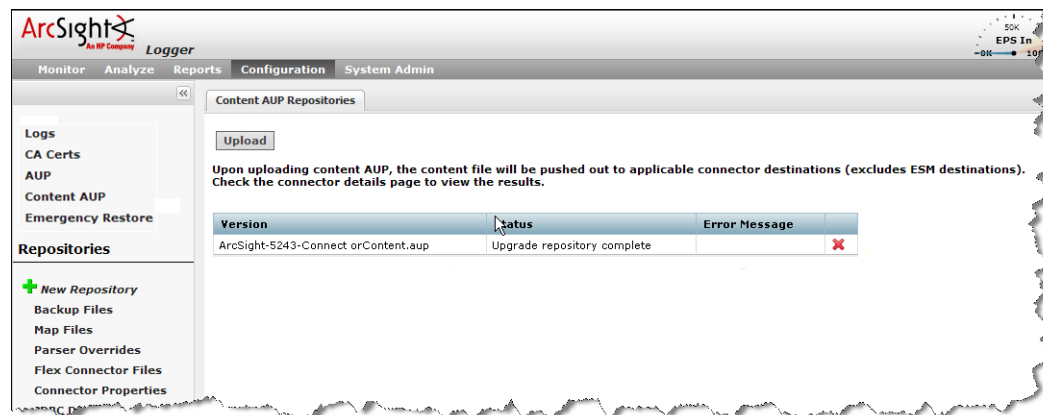 ArcSight
An HP Company
Logger
50K
EPS In
Monitor Analyze Reports Configuration System Admin
Content AUP Repositories
Logs
CA Certs
AUP
Content AUP
Emergency Restore
Repositories
New Repository
Backup Files
Map Files
Parser Overrides
Flex Connector Files
Connector Properties
Upload
Upon uploading content AUP, the content file will be pushed out to applicable connector destinations (excludes ESM destinations).
Check the connector details page to view the results.
Version Status Error Message
ArcSight-5243-Connect orContent.aup Upgrade repository complete